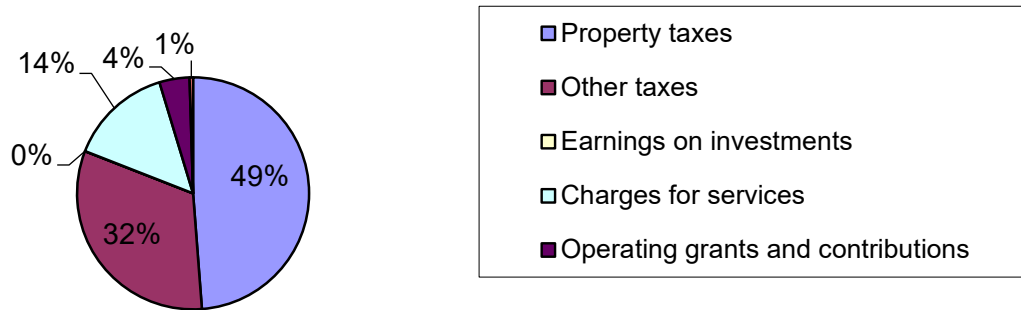 1%
4%
14%
0%
49%
32%
Property taxes
Other taxes
Earnings on investments
Charges for services
Operating grants and contributions